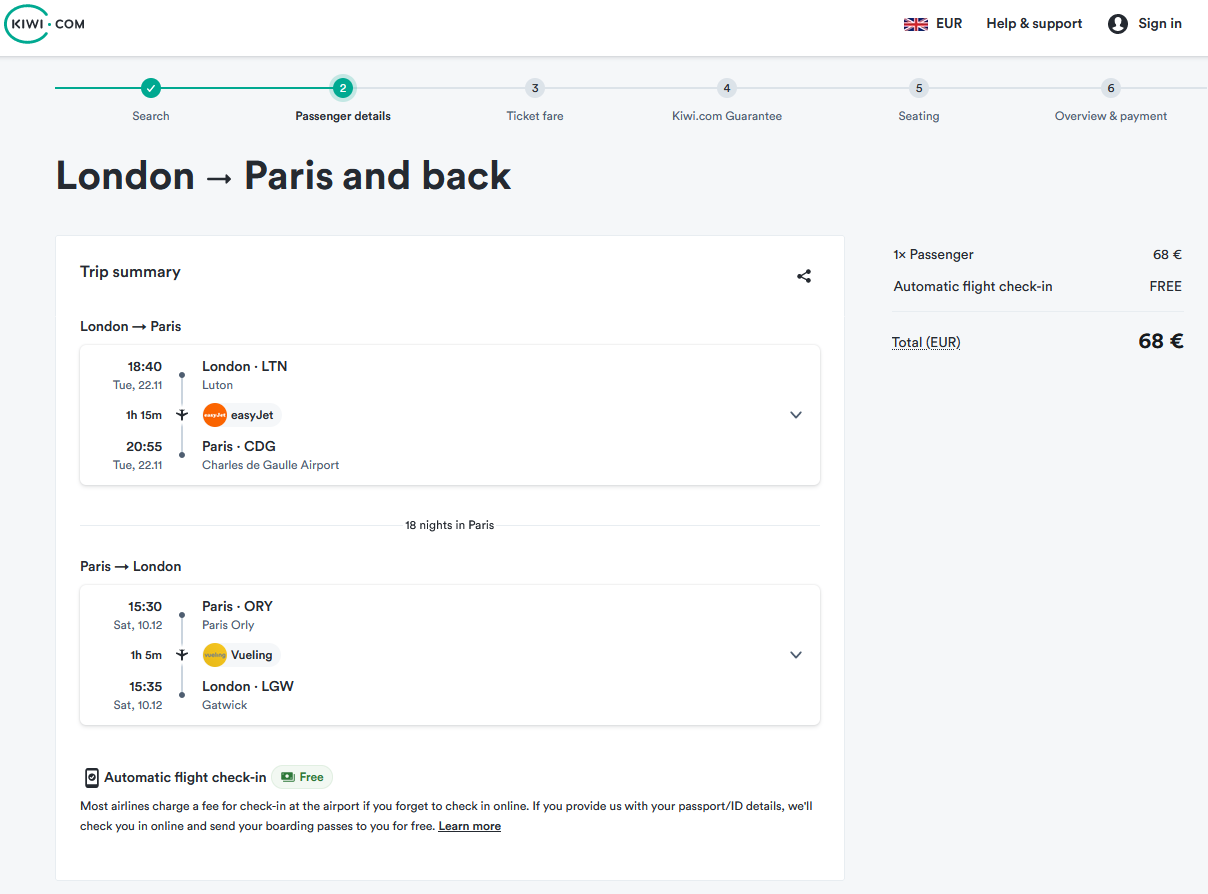 KIWI·COM
EUR
Help & support
Sign in
2
3
4
5
6
Search
Passenger details
Ticket fare
Kiwi.com Guarantee
Seating
Overview & payment
London → Paris and back
Trip summary
London → Paris
18:40 London · LTN
Tue, 22.11 Luton
1h 15m easyJet easyJet
20:55 Paris · CDG
Tue, 22.11 Charles de Gaulle Airport
18 nights in Paris
Paris → London
15:30 Paris · ORY
Sat, 10.12 Paris Orly
1h 5m vueling Vueling
15:35 London · LGW
Sat, 10.12 Gatwick
Automatic flight check-in Free
Most airlines charge a fee for check-in at the airport if you forget to check in online. If you provide us with your passport/ID details, we'll
check you in online and send your boarding passes to you for free. Learn more
1× Passenger 68 €
Automatic flight check-in FREE
Total (EUR) 68 €